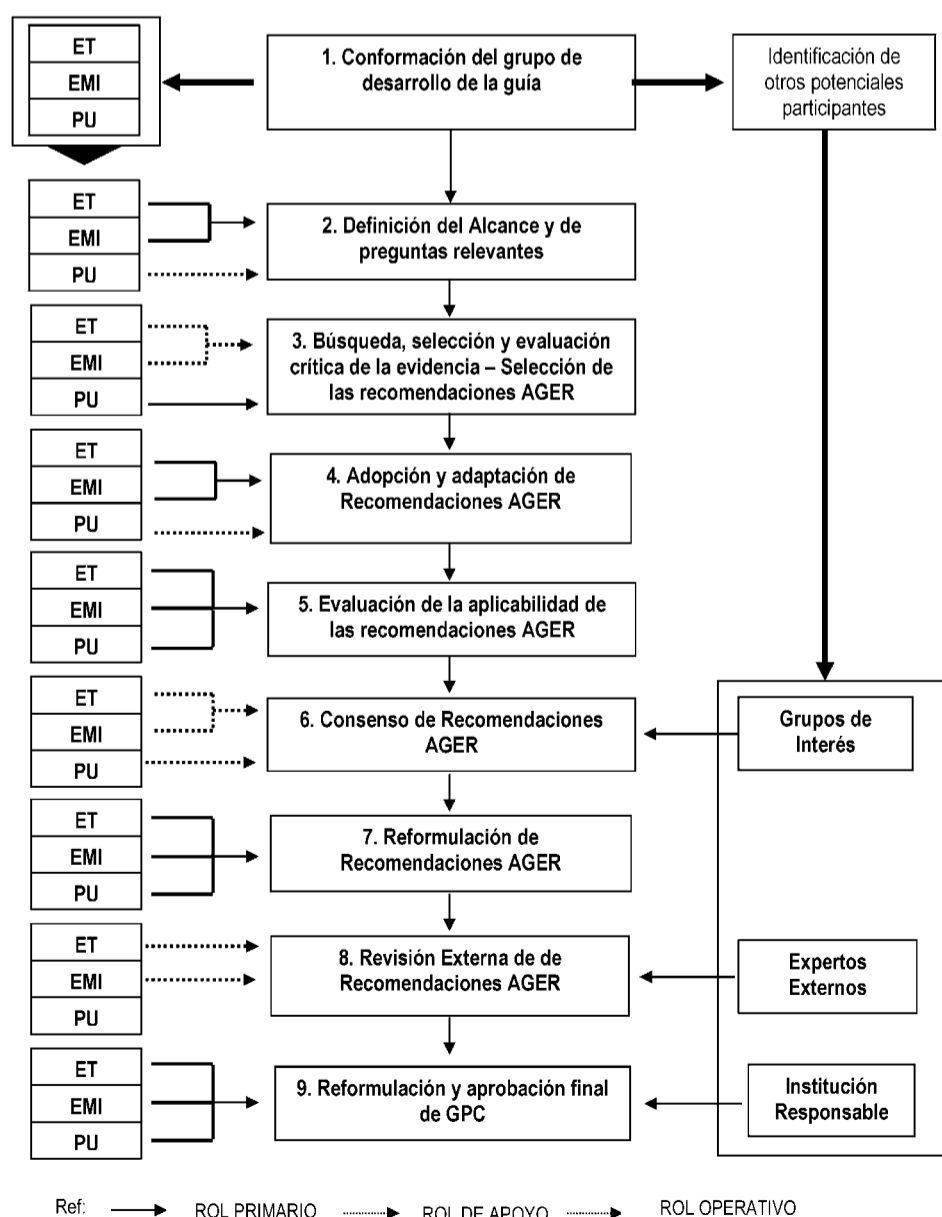 ET
EMI
PU
1. Conformación del grupo de
desarrollo de la guía
Identificación de
otros potenciales
participantes
ET
EMI
PU
2. Definición del Alcance y de
preguntas relevantes
ET
EMI
PU
3. Búsqueda, selección y evaluación
crítica de la evidencia – Selección de
las recomendaciones AGER
ET
EMI
PU
4. Adopción y adaptación de
Recomendaciones AGER
ET
EMI
PU
5. Evaluación de la aplicabilidad de
las recomendaciones AGER
ET
EMI
PU
6. Consenso de Recomendaciones
AGER
Grupos de
Interés
ET
EMI
PU
7. Reformulación de
Recomendaciones AGER
ET
EMI
PU
8. Revisión Externa de de
Recomendaciones AGER
Expertos
Externos
ET
EMI
PU
9. Reformulación y aprobación final
de GPC
Institución
Responsable
Ref: ROL PRIMARIO ROL DE APOYO ROL OPERATIVO